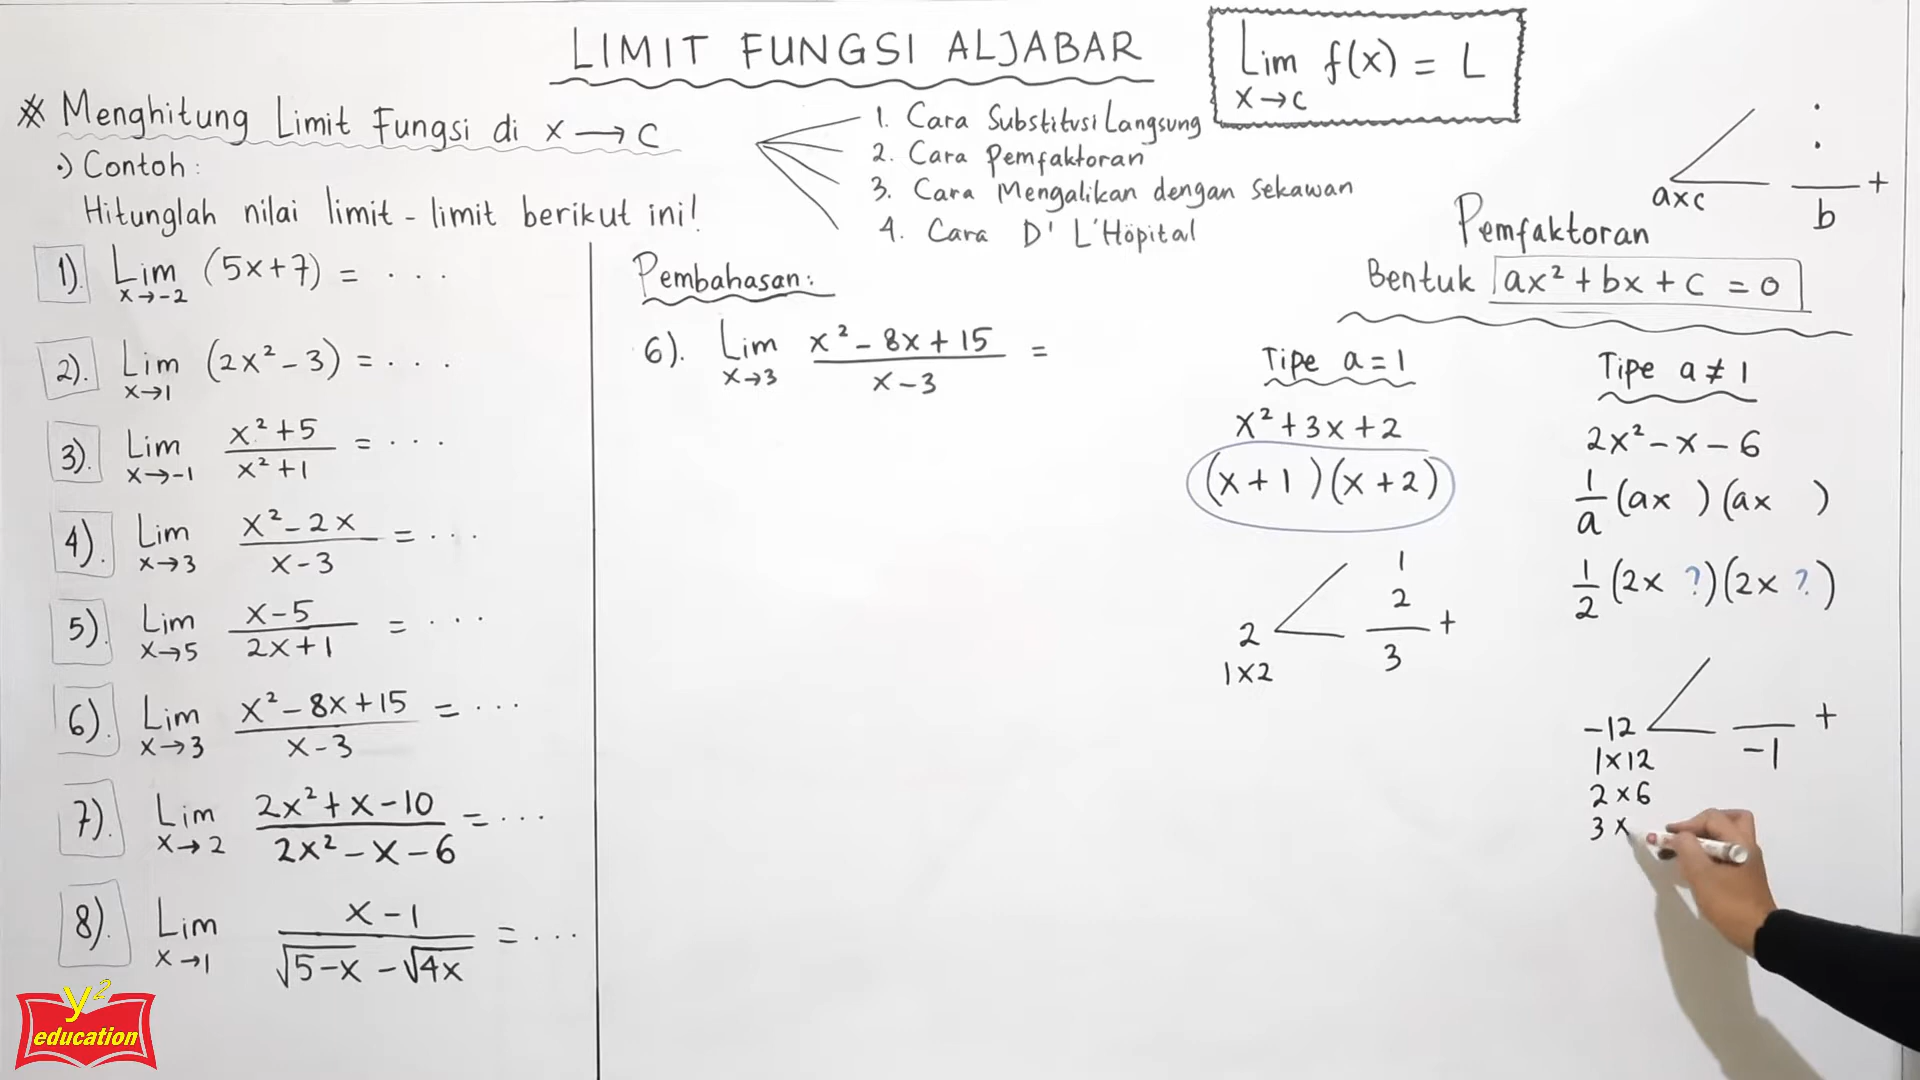 LIMIT FUNGSI ALJABAR
Lim f(x) = L
x→c
* Menghitung Limit Fungsi di x → c
1. Cara Substitusi Langsung
2. Cara Pemfaktoran
3. Cara Mengalikan dengan Sekawan
4. Cara D' L'Höpital
•) Contoh :
Hitunglah nilai limit - limit berikut ini!
1). Lim (5x+7) = . . .
x→-2
2). Lim (2x² - 3) = . . .
x→1
3). Lim x² + 5 / x² + 1 = . . .
x→-1
4). Lim x² - 2x / x - 3 = . . .
x→3
5). Lim x - 5 / 2x + 1 = . . .
x→5
6). Lim x² - 8x + 15 / x - 3 = . . .
x→3
7). Lim 2x² + x - 10 / 2x² - x - 6 = . . .
x→2
8). Lim x - 1 / √5-x - √4x = . . .
x→1
y²
education
Pembahasan :
6). Lim x² - 8x + 15 / x - 3 =
x→3
axc
b
+
Pemfaktoran
Bentuk ax² + bx + c = 0
Tipe a = 1
x² + 3x + 2
(x + 1)(x + 2)
1
2
2 +
3
1x2
Tipe a ≠ 1
2x² - x - 6
1/a (ax )(ax )
1/2 (2x ?)(2x ?)
-12 +
-1
1x12
2x6
3x